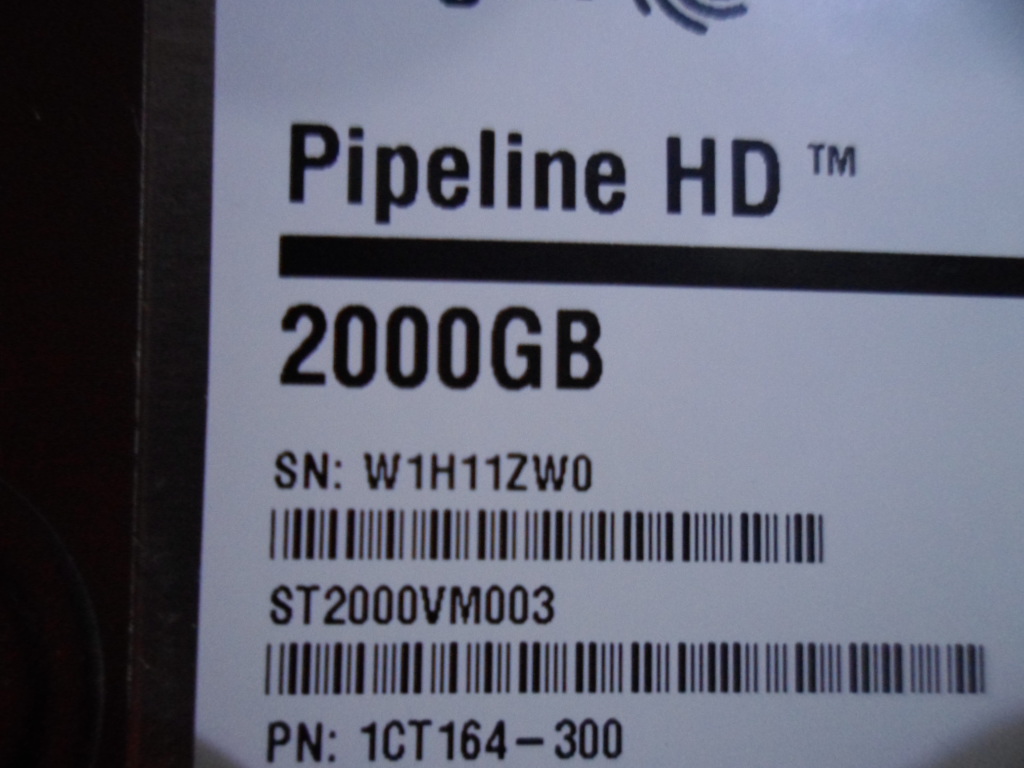 Pipeline HD™
2000GB
SN: W1H11ZW0
ST2000VM003
PN: 1CT164-300